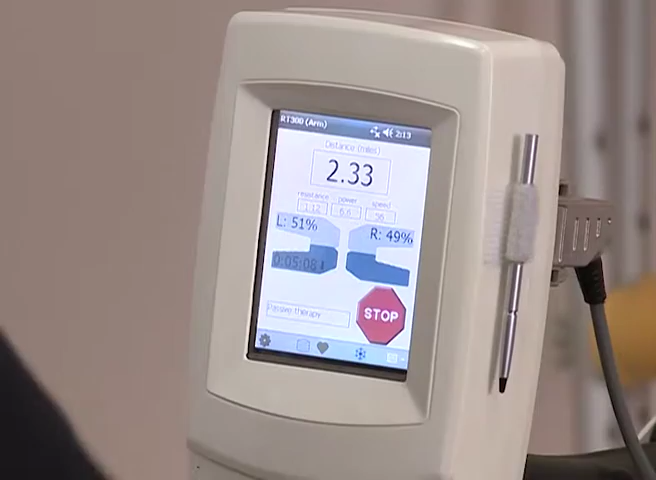 RT300 (Arm) 2:13
Distance (miles)
2.33
resistance power speed
1.12 6.6 56
L: 51% R: 49%
0:05:08
STOP
Passive therapy